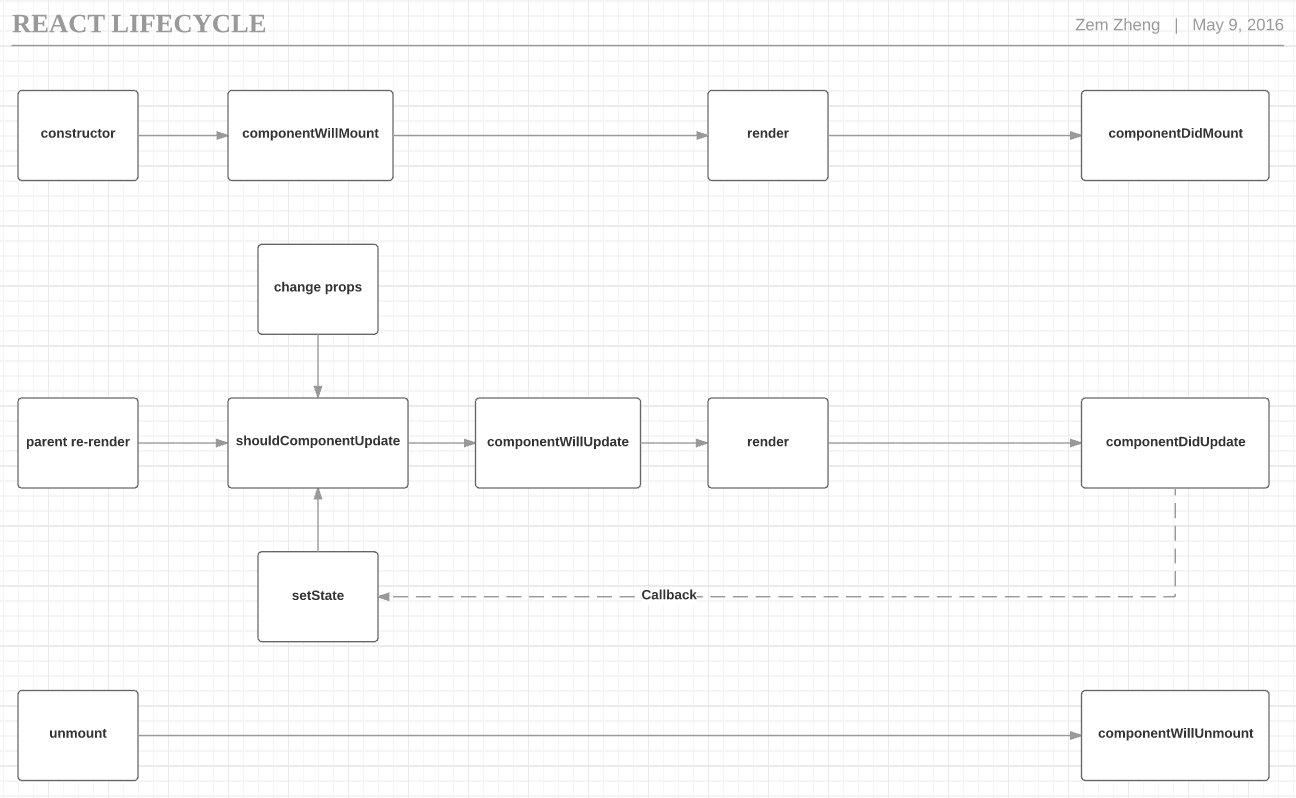 REACT LIFECYCLE
Zem Zheng | May 9, 2016
constructor
componentWillMount
render
componentDidMount
change props
parent re-render
shouldComponentUpdate
componentWillUpdate
render
componentDidUpdate
setState
Callback
unmount
componentWillUnmount